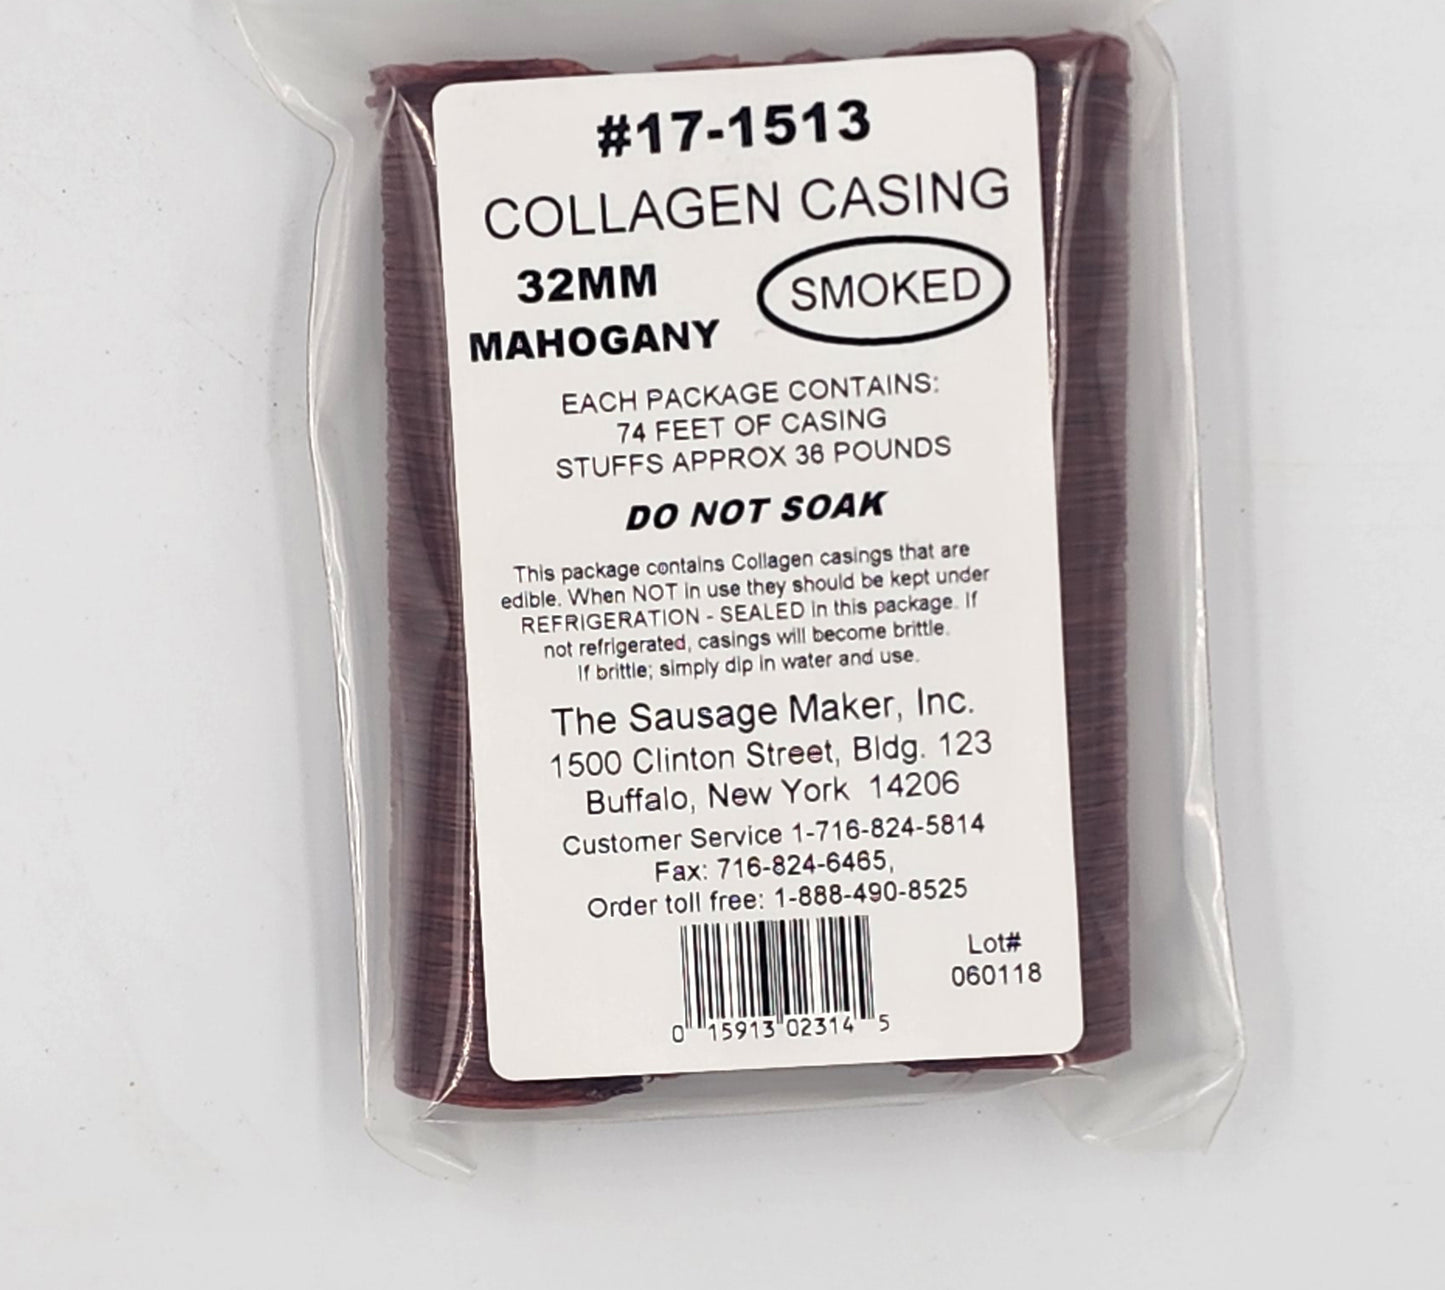 #17-1513
COLLAGEN CASING
32MM
MAHOGANY
SMOKED
EACH PACKAGE CONTAINS:
74 FEET OF CASING
STUFFS APPROX 36 POUNDS
DO NOT SOAK
This package contains Collagen casings that are
edible. When NOT in use they should be kept under
REFRIGERATION - SEALED in this package. If
not refrigerated, casings will become brittle.
If brittle; simply dip in water and use.
The Sausage Maker, Inc.
1500 Clinton Street, Bldg. 123
Buffalo, New York 14206
Customer Service 1-716-824-5814
Fax: 716-824-6465,
Order toll free: 1-888-490-8525
Lot#
060118
0 15913 02314 5